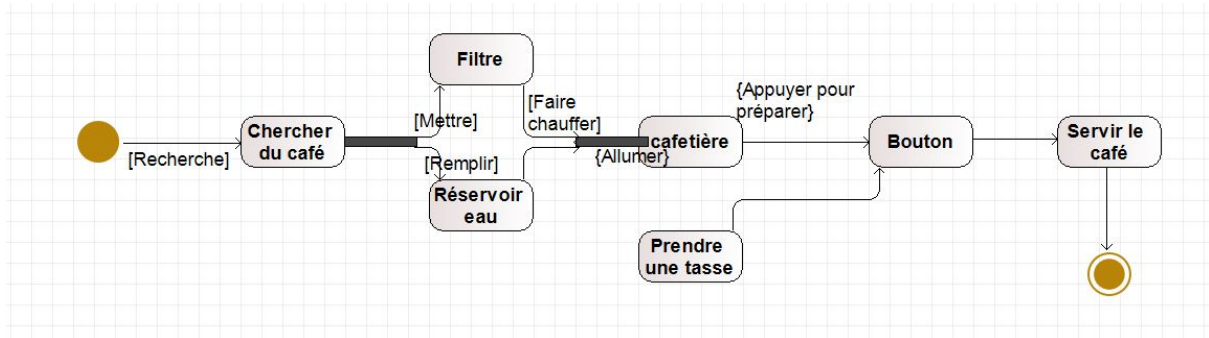 Filtre
{Appuyer pour
préparer}
[Faire
chauffer]
[Mettre]
Chercher
du café
cafetière
Bouton
Servir le
café
[Recherche]
[Remplir]
{Allumer}
Réservoir
eau
Prendre
une tasse